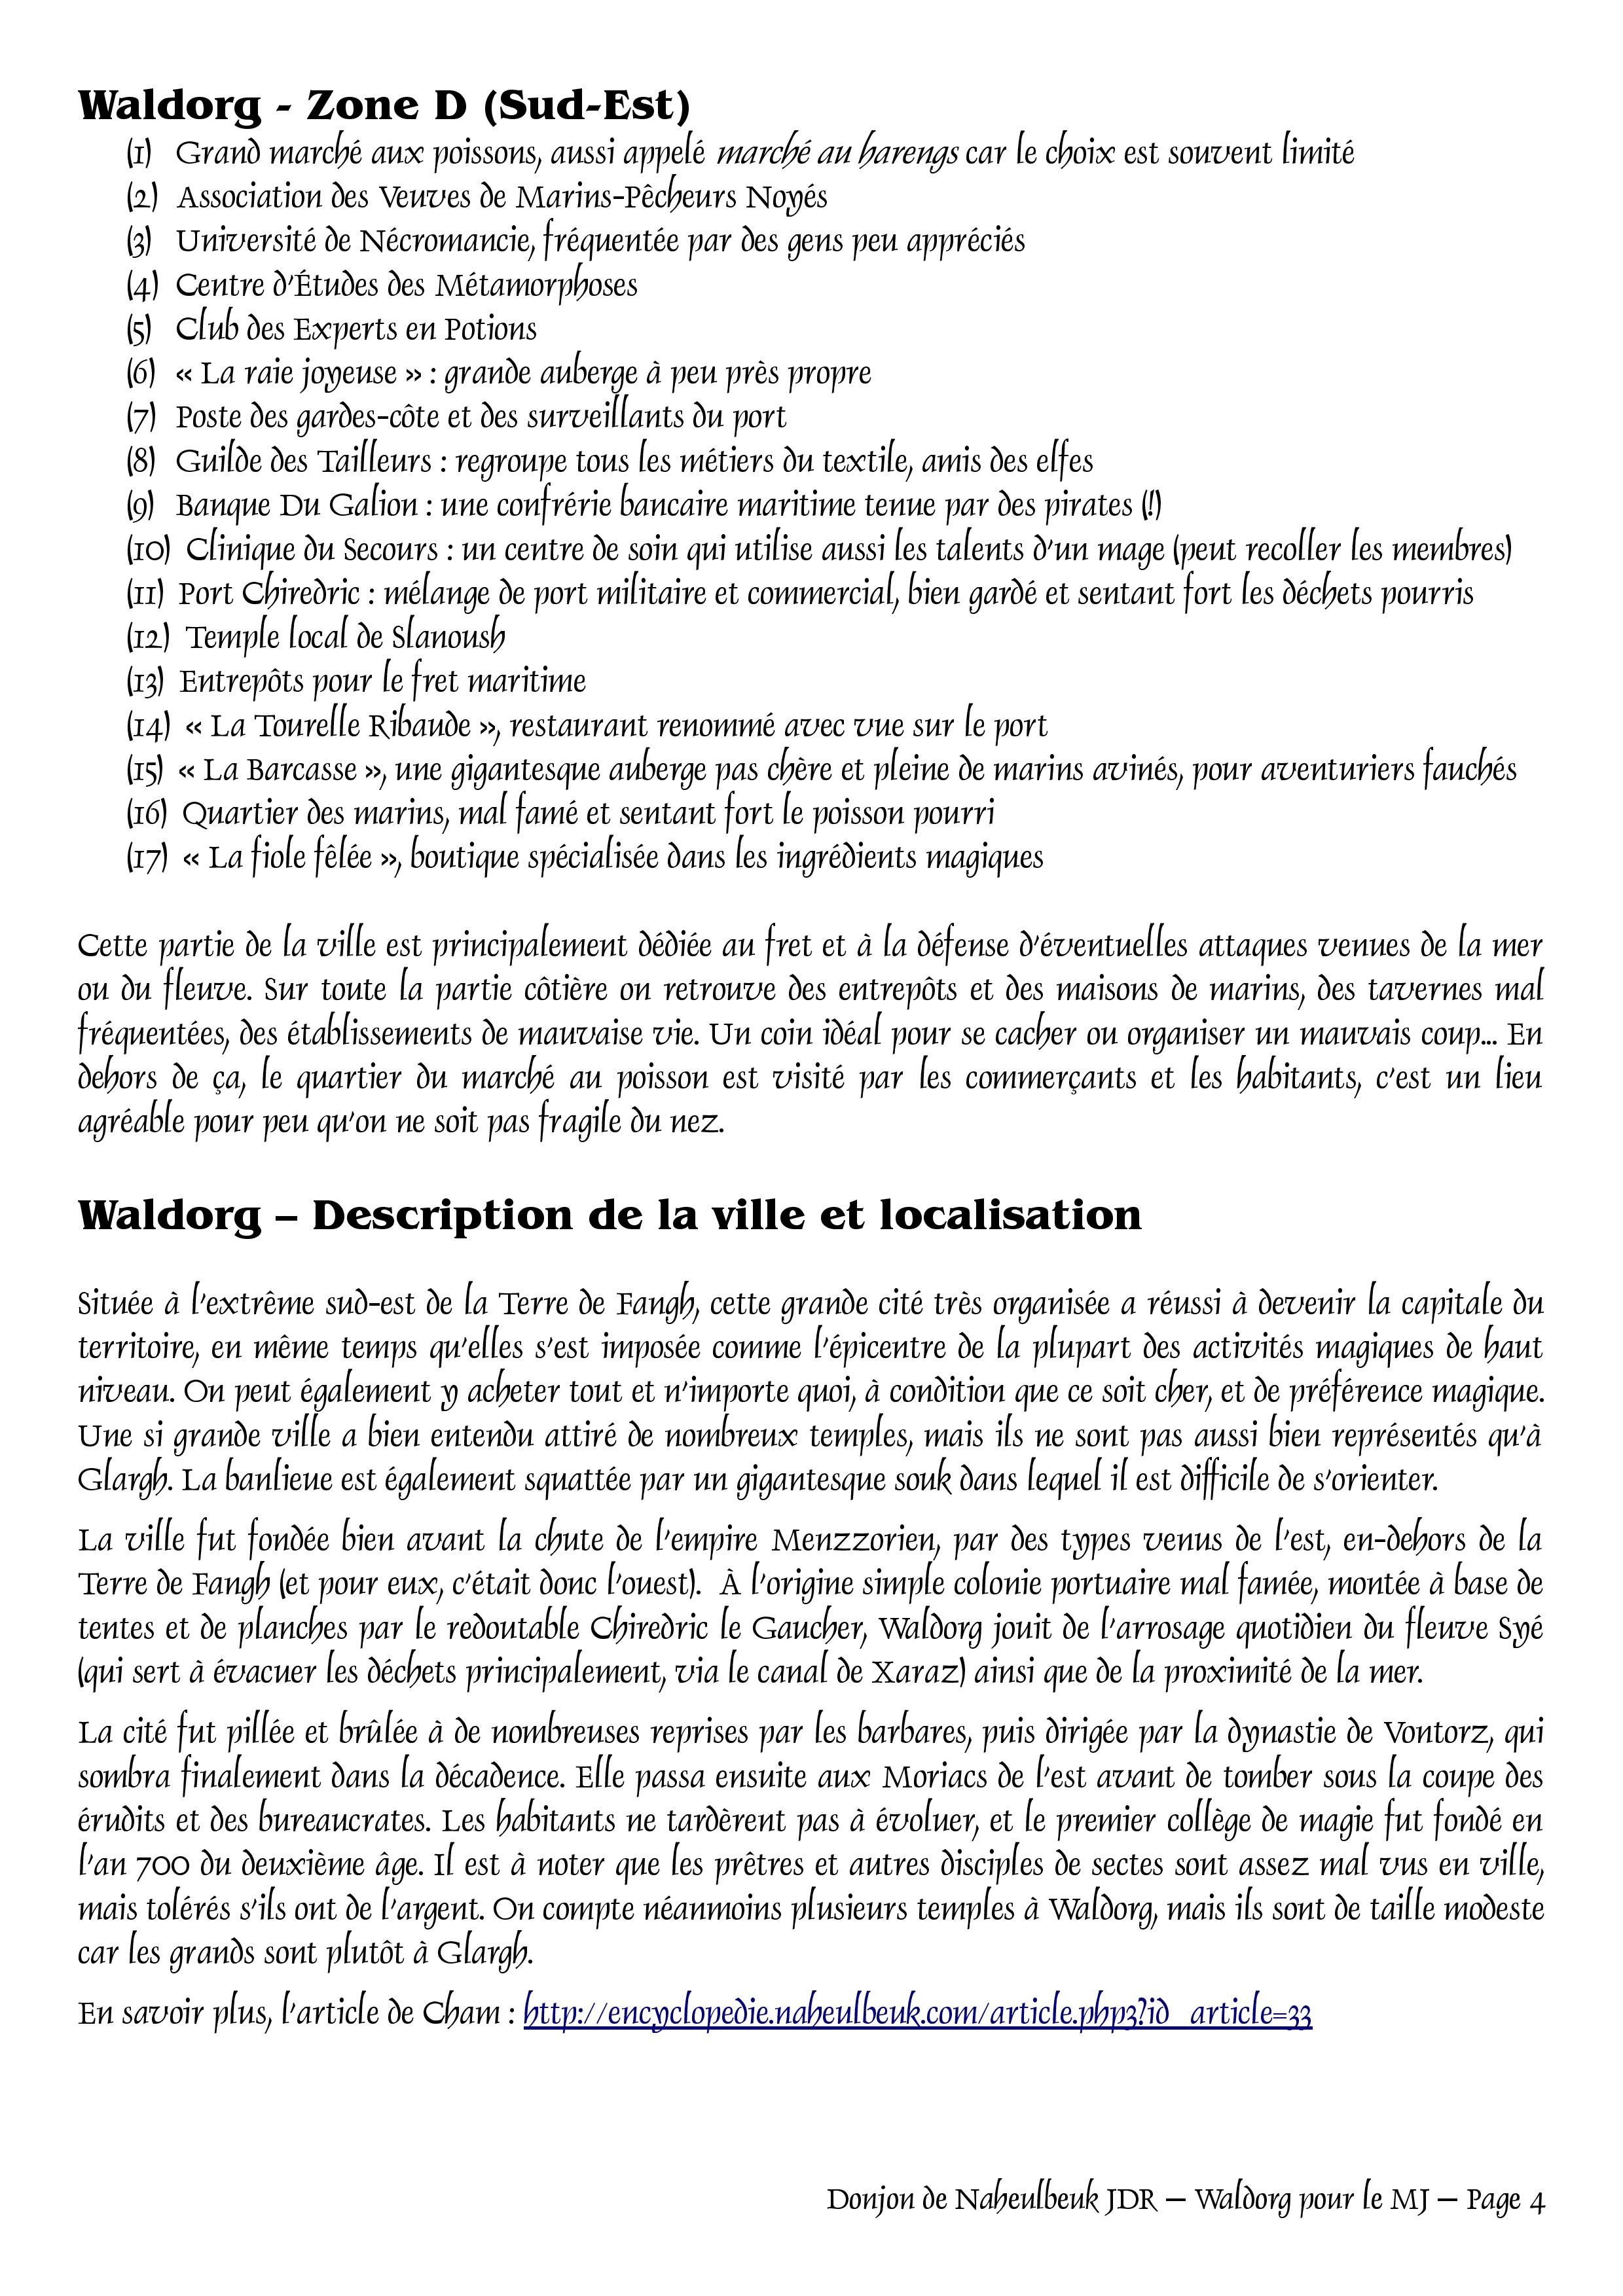 Waldorg - Zone D (Sud-Est)
(1) Grand marché aux poissons, aussi appelé marché au harengs car le choix est souvent limité
(2) Association des Veuves de Marins-Pêcheurs Noyés
(3) Université de Nécromancie, fréquentée par des gens peu appréciés
(4) Centre d'Études des Métamorphoses
(5) Club des Experts en Potions
(6) « La raie joyeuse » : grande auberge à peu près propre
(7) Poste des gardes-côte et des surveillants du port
(8) Guilde des Tailleurs : regroupe tous les métiers du textile, amis des elfes
(9) Banque Du Galion : une confrérie bancaire maritime tenue par des pirates (!)
(10) Clinique du Secours : un centre de soin qui utilise aussi les talents d'un mage (peut recoller les membres)
(11) Port Chiredric : mélange de port militaire et commercial, bien gardé et sentant fort les déchets pourris
(12) Temple local de Slanoush
(13) Entrepôts pour le fret maritime
(14) « La Tourelle Ribaude », restaurant renommé avec vue sur le port
(15) « La Barcasse », une gigantesque auberge pas chère et pleine de marins avinés, pour aventuriers fauchés
(16) Quartier des marins, mal famé et sentant fort le poisson pourri
(17) « La fiole fêlée », boutique spécialisée dans les ingrédients magiques
Cette partie de la ville est principalement dédiée au fret et à la défense d'éventuelles attaques venues de la mer
ou du fleuve. Sur toute la partie côtière on retrouve des entrepôts et des maisons de marins, des tavernes mal
fréquentées, des établissements de mauvaise vie. Un coin idéal pour se cacher ou organiser un mauvais coup... En
dehors de ça, le quartier du marché au poisson est visité par les commerçants et les habitants, c'est un lieu
agréable pour peu qu'on ne soit pas fragile du nez.
Waldorg – Description de la ville et localisation
Située à l'extrême sud-est de la Terre de Fangh, cette grande cité très organisée a réussi à devenir la capitale du
territoire, en même temps qu'elles s'est imposée comme l'épicentre de la plupart des activités magiques de haut
niveau. On peut également y acheter tout et n'importe quoi, à condition que ce soit cher, et de préférence magique.
Une si grande ville a bien entendu attiré de nombreux temples, mais ils ne sont pas aussi bien représentés qu'à
Glargh. La banlieue est également squattée par un gigantesque souk dans lequel il est difficile de s'orienter.
La ville fut fondée bien avant la chute de l'empire Menzzorien, par des types venus de l'est, en-dehors de la
Terre de Fangh (et pour eux, c'était donc l'ouest). À l'origine simple colonie portuaire mal famée, montée à base de
tentes et de planches par le redoutable Chiredric le Gaucher, Waldorg jouit de l'arrosage quotidien du fleuve Syé
(qui sert à évacuer les déchets principalement, via le canal de Xaraz) ainsi que de la proximité de la mer.
La cité fut pillée et brûlée à de nombreuses reprises par les barbares, puis dirigée par la dynastie de Vontorz, qui
sombra finalement dans la décadence. Elle passa ensuite aux Moriacs de l'est avant de tomber sous la coupe des
érudits et des bureaucrates. Les habitants ne tardèrent pas à évoluer, et le premier collège de magie fut fondé en
l'an 700 du deuxième âge. Il est à noter que les prêtres et autres disciples de sectes sont assez mal vus en ville,
mais tolérés s'ils ont de l'argent. On compte néanmoins plusieurs temples à Waldorg, mais ils sont de taille modeste
car les grands sont plutôt à Glargh.
En savoir plus, l'article de Cham : http://encyclopedie.naheulbeuk.com/article.php3?id_article=33
Donjon de Naheulbeuk JDR – Waldorg pour le MJ – Page 4